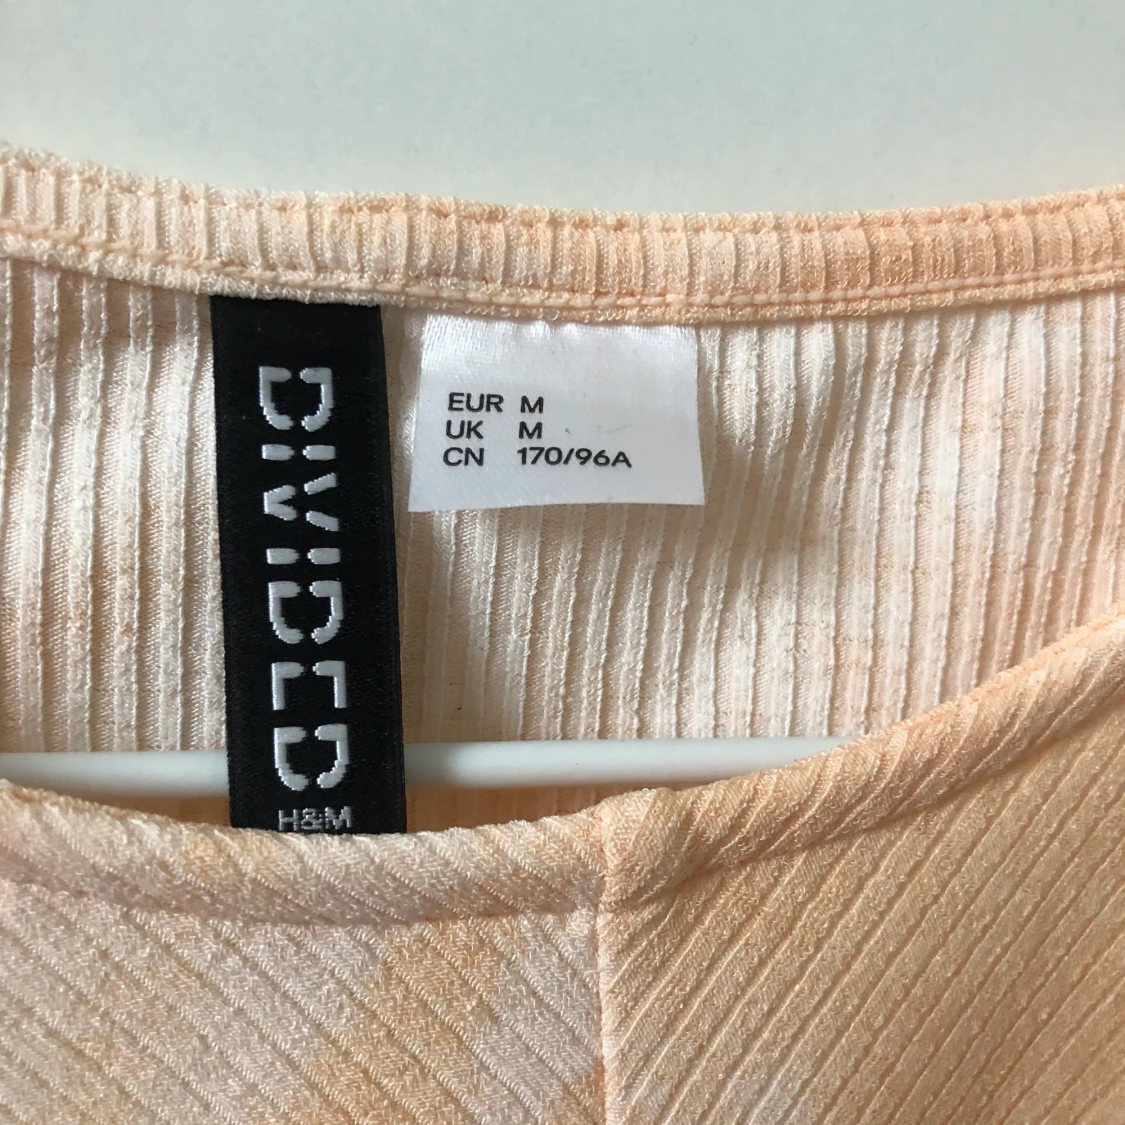 DIVIDED
H&M
EUR M
UK M
CN 170/96A